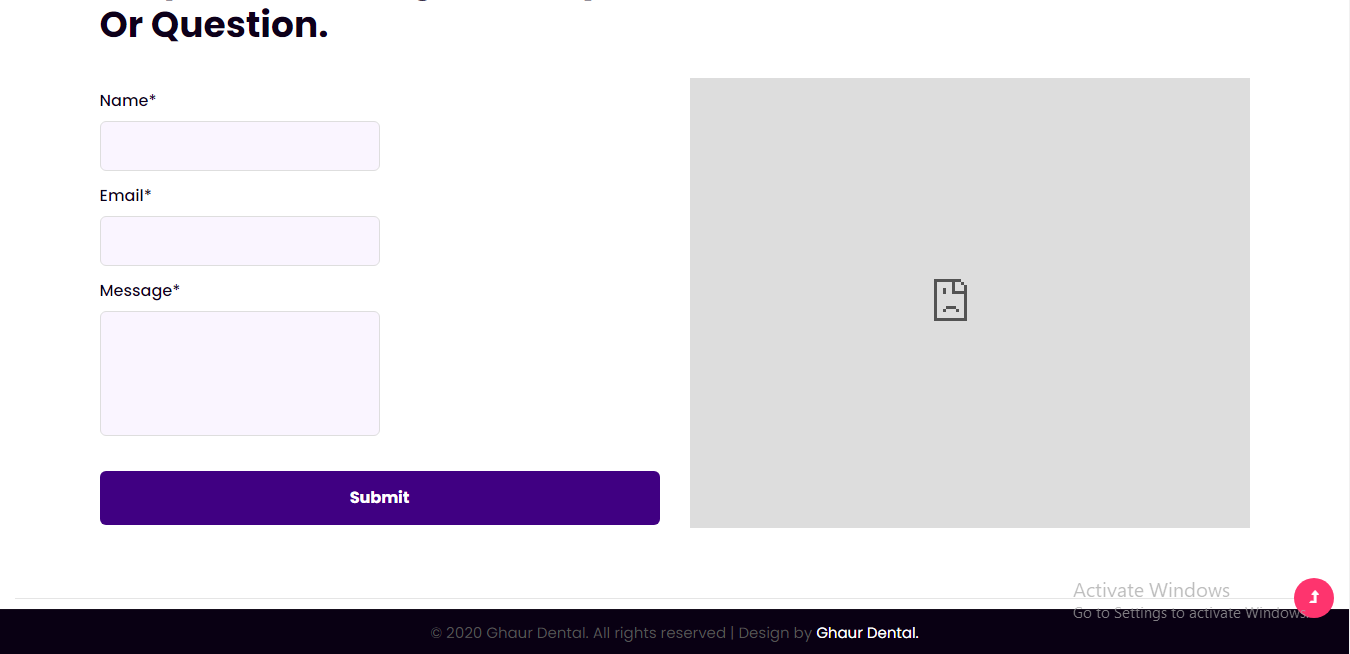 Or Question.
Name*
Email*
Message*
Submit
Activate Windows
Go to Settings to activate Windows.
© 2020 Ghaur Dental. All rights reserved | Design by Ghaur Dental.